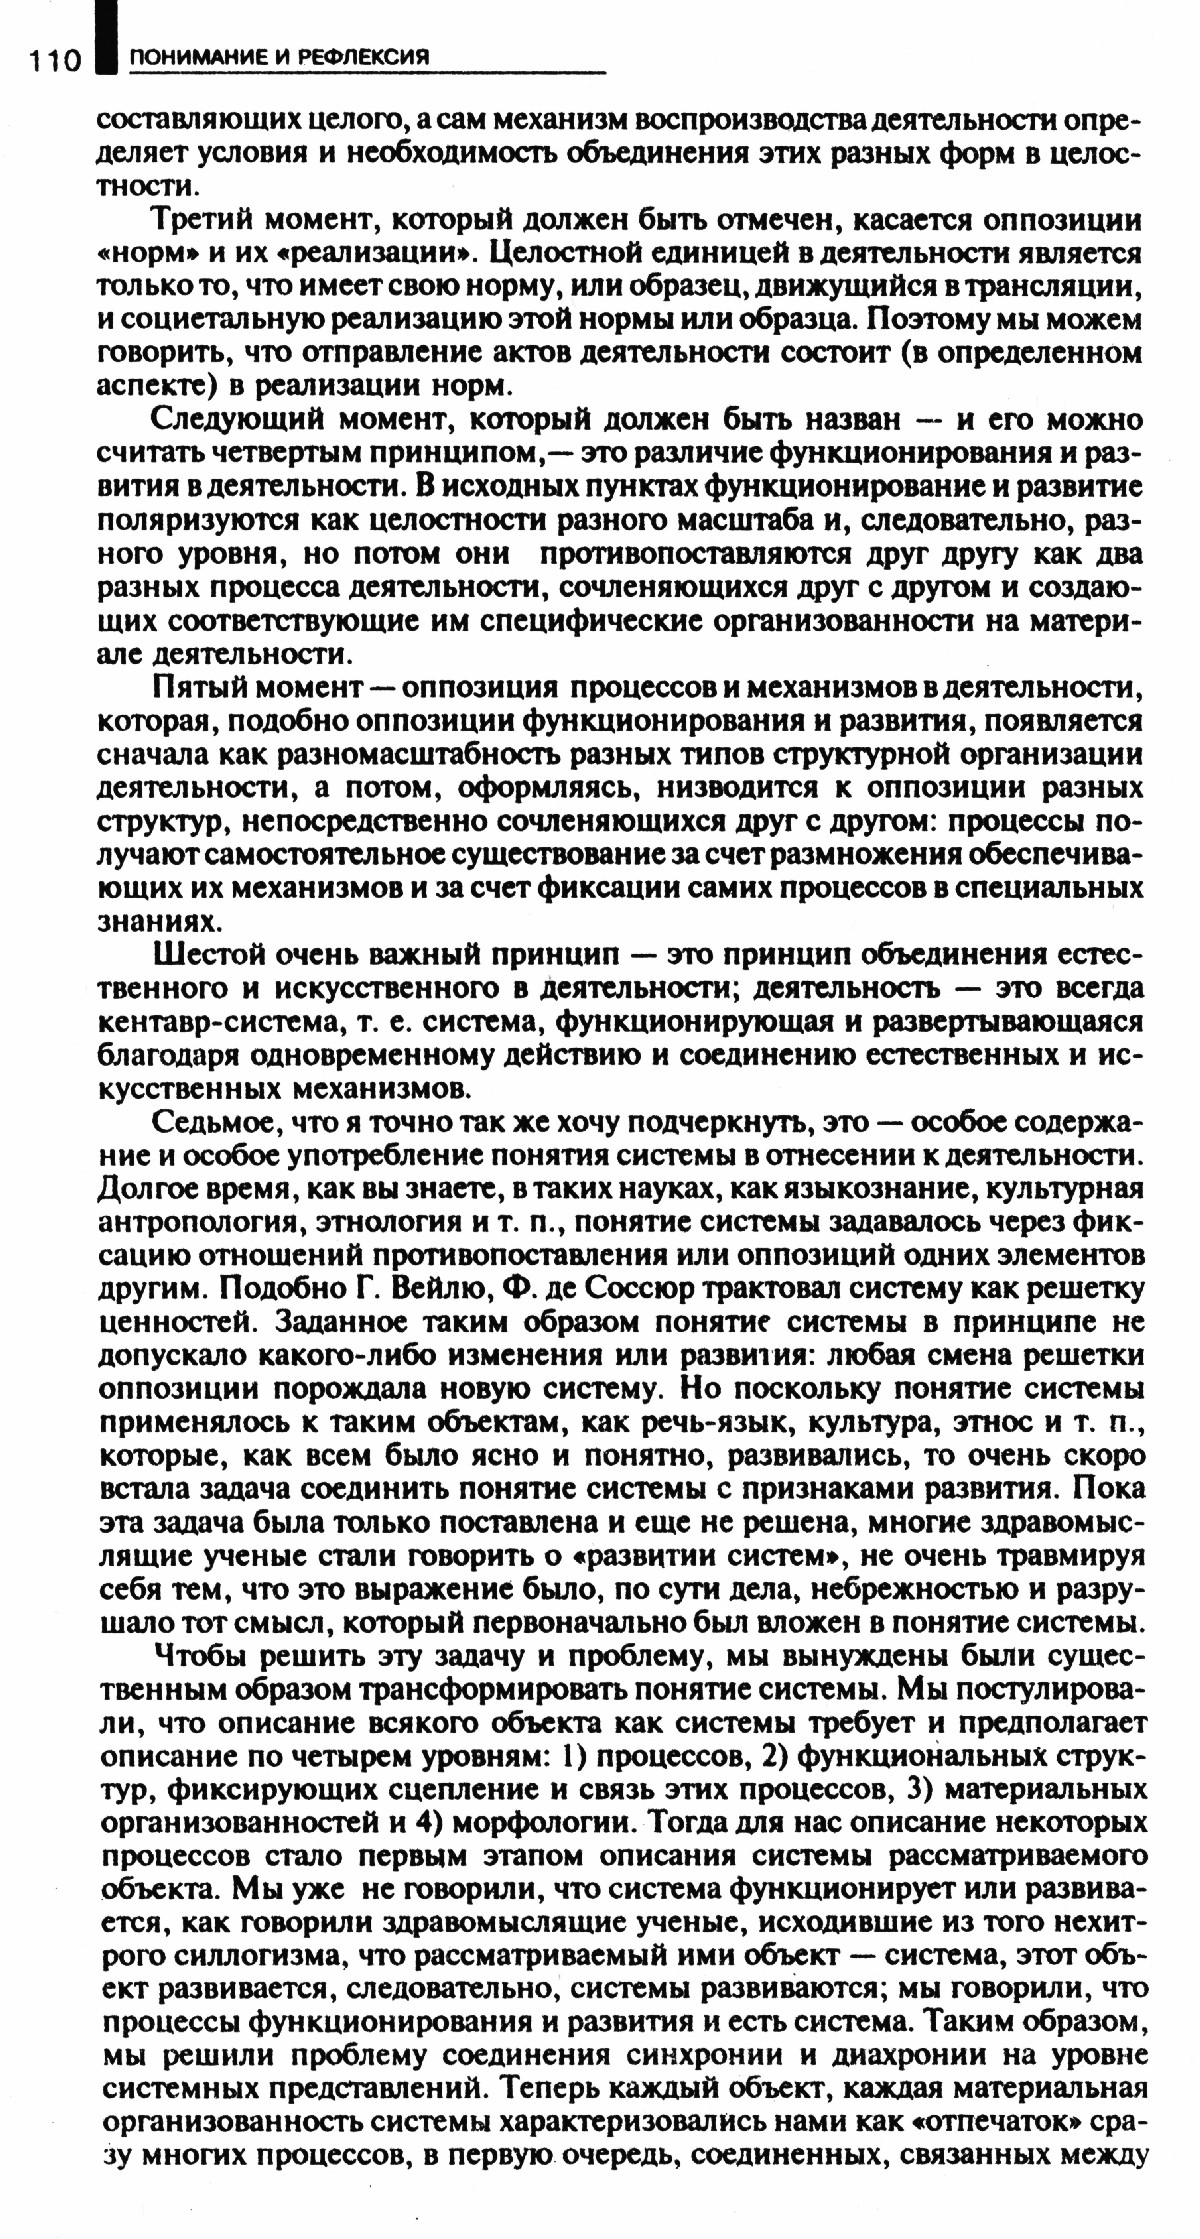 110 ПОНИМАНИЕ И РЕФЛЕКСИЯ
составляющих целого, а сам механизм воспроизводства деятельности опре-
деляет условия и необходимость объединения этих разных форм в целос-
тности.
Третий момент, который должен быть отмечен, касается оппозиции
«норм» и их «реализации». Целостной единицей в деятельности является
только то, что имеет свою норму, или образец, движущийся в трансляции,
и социетальную реализацию этой нормы или образца. Поэтому мы можем
говорить, что отправление актов деятельности состоит (в определенном
аспекте) в реализации норм.
Следующий момент, который должен быть назван — и его можно
считать четвертым принципом,— это различие функционирования и раз-
вития в деятельности. В исходных пунктах функционирование и развитие
поляризуются как целостности разного масштаба и, следовательно, раз-
ного уровня, но потом они противопоставляются друг другу как два
разных процесса деятельности, сочленяющихся друг с другом и создаю-
щих соответствующие им специфические организованности на матери-
але деятельности.
Пятый момент — оппозиция процессов и механизмов в деятельности,
которая, подобно оппозиции функционирования и развития, появляется
сначала как разномасштабность разных типов структурной организации
деятельности, а потом, оформляясь, низводится к оппозиции разных
структур, непосредственно сочленяющихся друг с другом: процессы по-
лучают самостоятельное существование за счет размножения обеспечива-
ющих их механизмов и за счет фиксации самих процессов в специальных
знаниях.
Шестой очень важный принцип — это принцип объединения естес-
твенного и искусственного в деятельности; деятельность — это всегда
кентавр-система, т. е. система, функционирующая и развертывающаяся
благодаря одновременному действию и соединению естественных и ис-
кусственных механизмов.
Седьмое, что я точно так же хочу подчеркнуть, это — особое содержа-
ние и особое употребление понятия системы в отнесении к деятельности.
Долгое время, как вы знаете, в таких науках, как языкознание, культурная
антропология, этнология и т. п., понятие системы задавалось через фик-
сацию отношений противопоставления или оппозиций одних элементов
другим. Подобно Г. Вейлю, Ф. де Соссюр трактовал систему как решетку
ценностей. Заданное таким образом понятие системы в принципе не
допускало какого-либо изменения или развития: любая смена решетки
оппозиции порождала новую систему. Но поскольку понятие системы
применялось к таким объектам, как речь-язык, культура, этнос и т. п.,
которые, как всем было ясно и понятно, развивались, то очень скоро
встала задача соединить понятие системы с признаками развития. Пока
эта задача была только поставлена и еще не решена, многие здравомыс-
лящие ученые стали говорить о «развитии систем», не очень травмируя
себя тем, что это выражение было, по сути дела, небрежностью и разру-
шало тот смысл, который первоначально был вложен в понятие системы.
Чтобы решить эту задачу и проблему, мы вынуждены были сущес-
твенным образом трансформировать понятие системы. Мы постулирова-
ли, что описание всякого объекта как системы требует и предполагает
описание по четырем уровням: 1) процессов, 2) функциональных струк-
тур, фиксирующих сцепление и связь этих процессов, 3) материальных
организованностей и 4) морфологии. Тогда для нас описание некоторых
процессов стало первым этапом описания системы рассматриваемого
объекта. Мы уже не говорили, что система функционирует или развива-
ется, как говорили здравомыслящие ученые, исходившие из того нехит-
рого силлогизма, что рассматриваемый ими объект — система, этот объ-
ект развивается, следовательно, системы развиваются; мы говорили, что
процессы функционирования и развития и есть система. Таким образом,
мы решили проблему соединения синхронии и диахронии на уровне
системных представлений. Теперь каждый объект, каждая материальная
организованность системы характеризовались нами как «отпечаток» сра-
зу многих процессов, в первую очередь, соединенных, связанных между